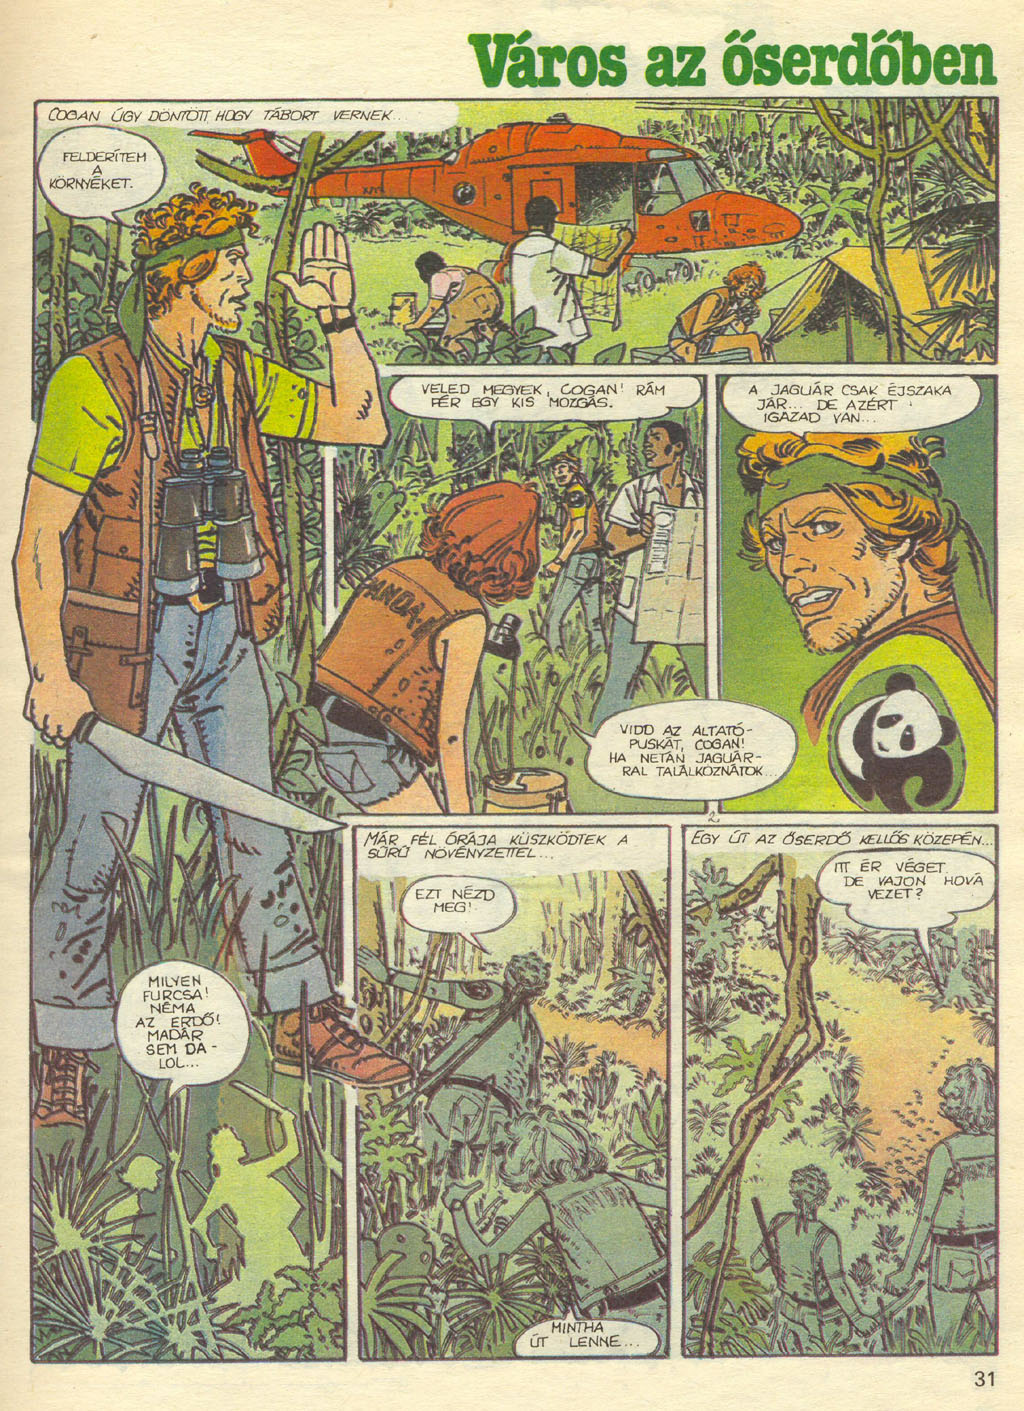 Város az őserdőben
COGAN ÚGY DÖNTÖTT HOGY TÁBORT VERNEK...
FELDERÍTEM
A
KÖRNYÉKET.
VELED MEGYEK, COGAN! RÁM
FÉR EGY KIS MOZGÁS.
PANDA
VIDD AZ ALTATÓ-
PUSKÁT, COGAN!
HA NETÁN JAGUÁR-
RAL TALÁLKOZNÁTOK...
A JAGUÁR CSAK ÉJSZAKA
JÁR... DE AZÉRT
IGAZAD VAN...
2
MILYEN
FURCSA!
NÉMA
AZ ERDŐ!
MADÁR
SEM DA-
LOL...
MÁR FÉL ÓRÁJA KÜSZKÖDTEK A
SŰRŰ NÖVÉNYZETTEL...
EZT NÉZD
MEG!
MINTHA
ÚT LENNE...
EGY ÚT AZ ŐSERDŐ KELLŐS KÖZEPÉN...
ITT ÉR VÉGET.
DE VAJON HOVÁ
VEZET?
31